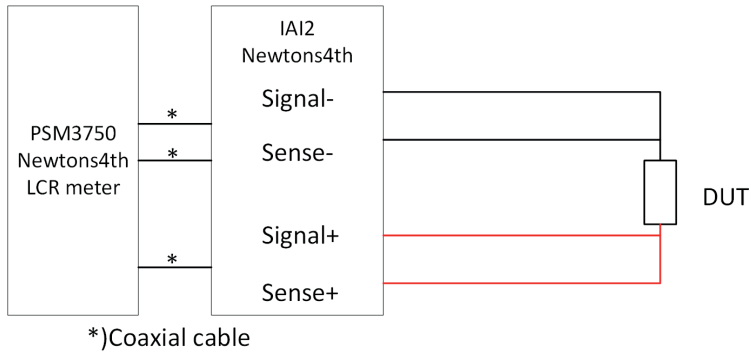 IAI2
Newtons4th
Signal-
*
PSM3750
Newtons4th
LCR meter
*
Sense-
DUT
Signal+
*
Sense+
*)Coaxial cable